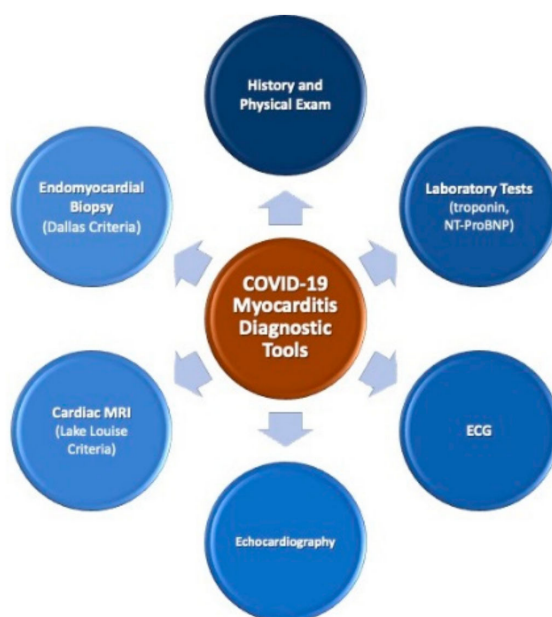 History and
Physical Exam
Laboratory Tests
(troponin,
NT-ProBNP)
ECG
Echocardiography
Cardiac MRI
(Lake Louise
Criteria)
Endomyocardial
Biopsy
(Dallas Criteria)
COVID-19
Myocarditis
Diagnostic
Tools